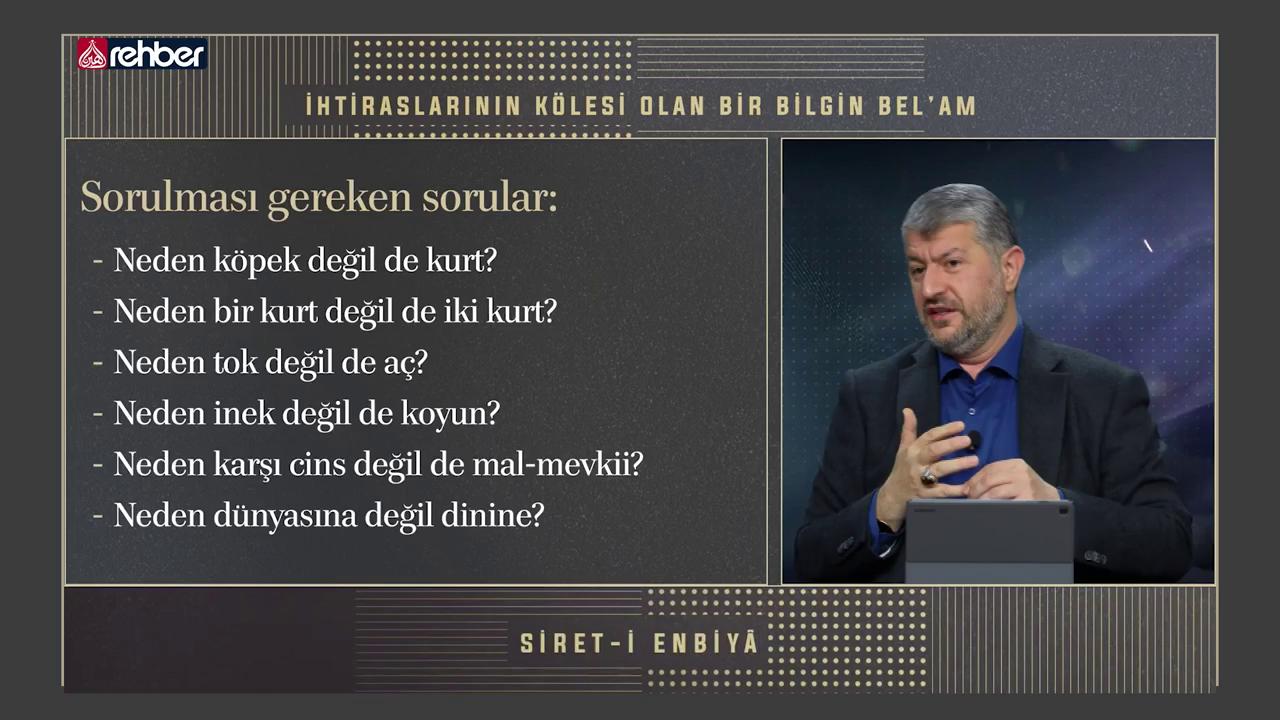 rehber
İHTİRASLARININ KÖLESİ OLAN BİR BİLGİN BEL'AM
Sorulması gereken sorular:
- Neden köpek değil de kurt?
- Neden bir kurt değil de iki kurt?
- Neden tok değil de aç?
- Neden inek değil de koyun?
- Neden karşı cins değil de mal-mevkii?
- Neden dünyasına değil dinine?
SİRET-İ ENBİYÂ